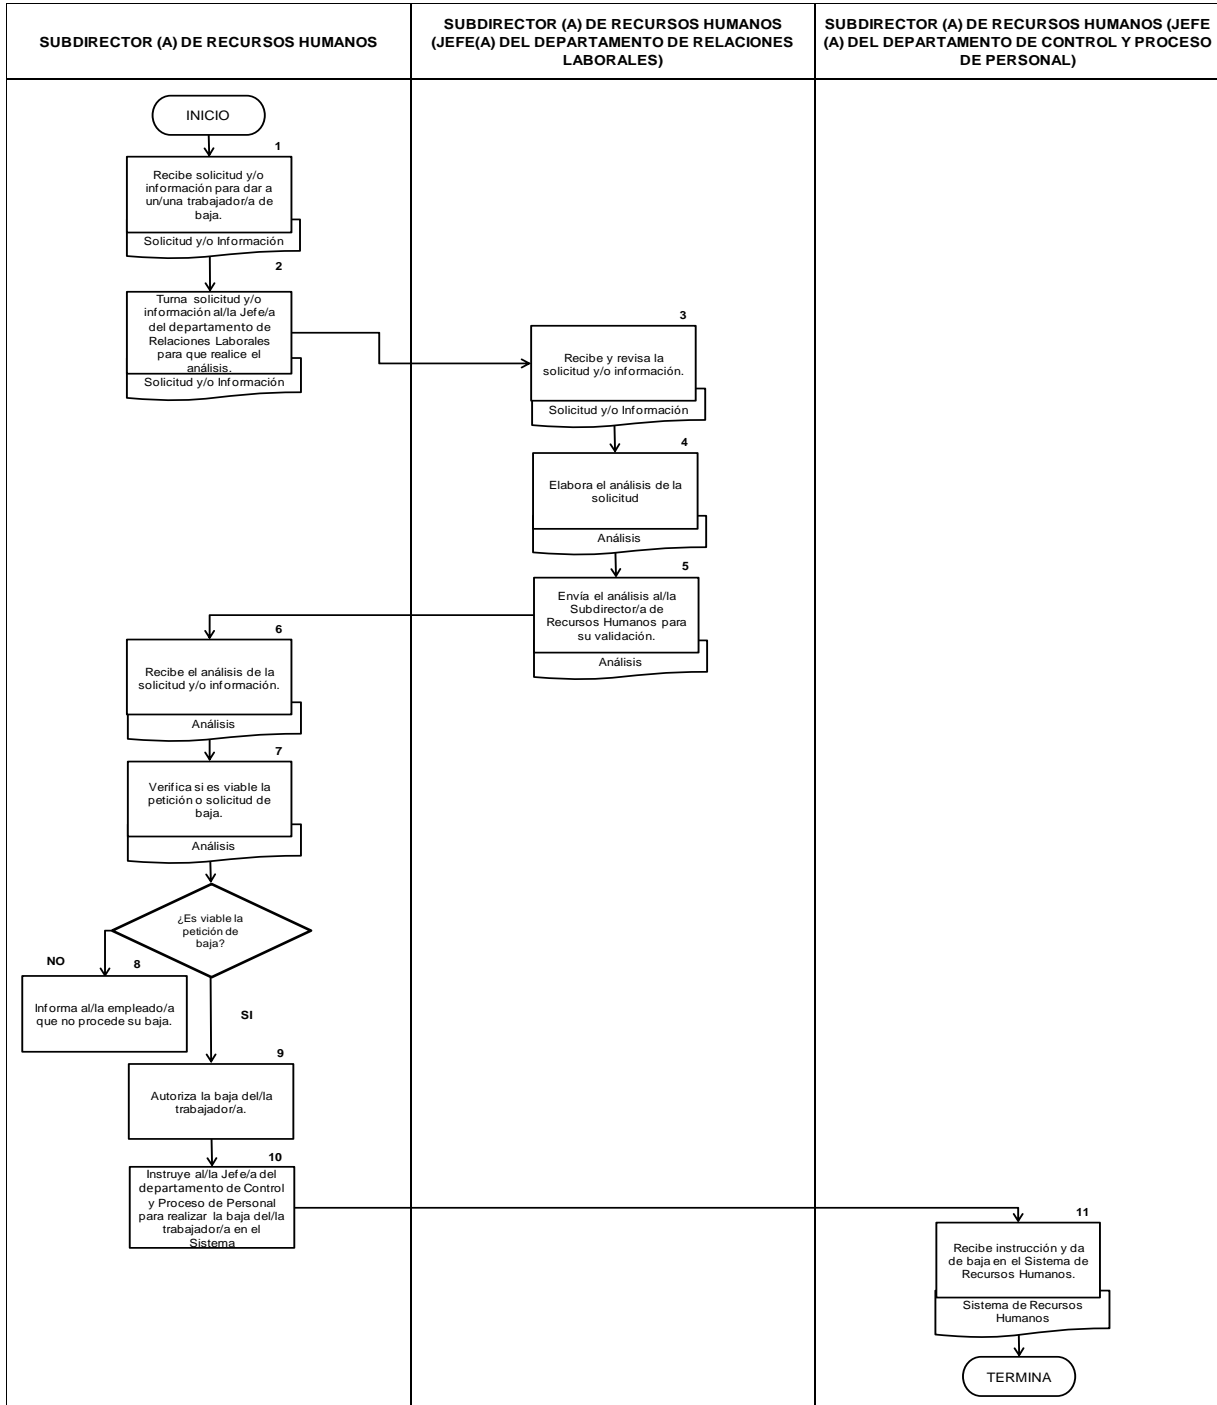 SUBDIRECTOR (A) DE RECURSOS HUMANOS
SUBDIRECTOR (A) DE RECURSOS HUMANOS
(JEFE(A) DEL DEPARTAMENTO DE RELACIONES
LABORALES)
SUBDIRECTOR (A) DE RECURSOS HUMANOS (JEFE
(A) DEL DEPARTAMENTO DE CONTROL Y PROCESO
DE PERSONAL)
INICIO
1
Recibe solicitud y/o
información para dar a
un/una trabajador/a de
baja.
Solicitud y/o Información
2
Turna solicitud y/o
información al/la Jefe/a
del departamento de
Relaciones Laborales
para que realice el
análisis.
Solicitud y/o Información
3
Recibe y revisa la
solicitud y/o información.
Solicitud y/o Información
4
Elabora el análisis de la
solicitud
Análisis
5
Envía el análisis al/la
Subdirector/a de
Recursos Humanos para
su validación.
Análisis
6
Recibe el análisis de la
solicitud y/o información.
Análisis
7
Verifica si es viable la
petición o solicitud de
baja.
Análisis
¿Es viable la
petición de
baja?
NO
8
Informa al/la empleado/a
que no procede su baja.
SI
9
Autoriza la baja del/la
trabajador/a.
10
Instruye al/la Jefe/a del
departamento de Control
y Proceso de Personal
para realizar la baja del/la
trabajador/a en el
Sistema
11
Recibe instrucción y da
de baja en el Sistema de
Recursos Humanos.
Sistema de Recursos
Humanos
TERMINA